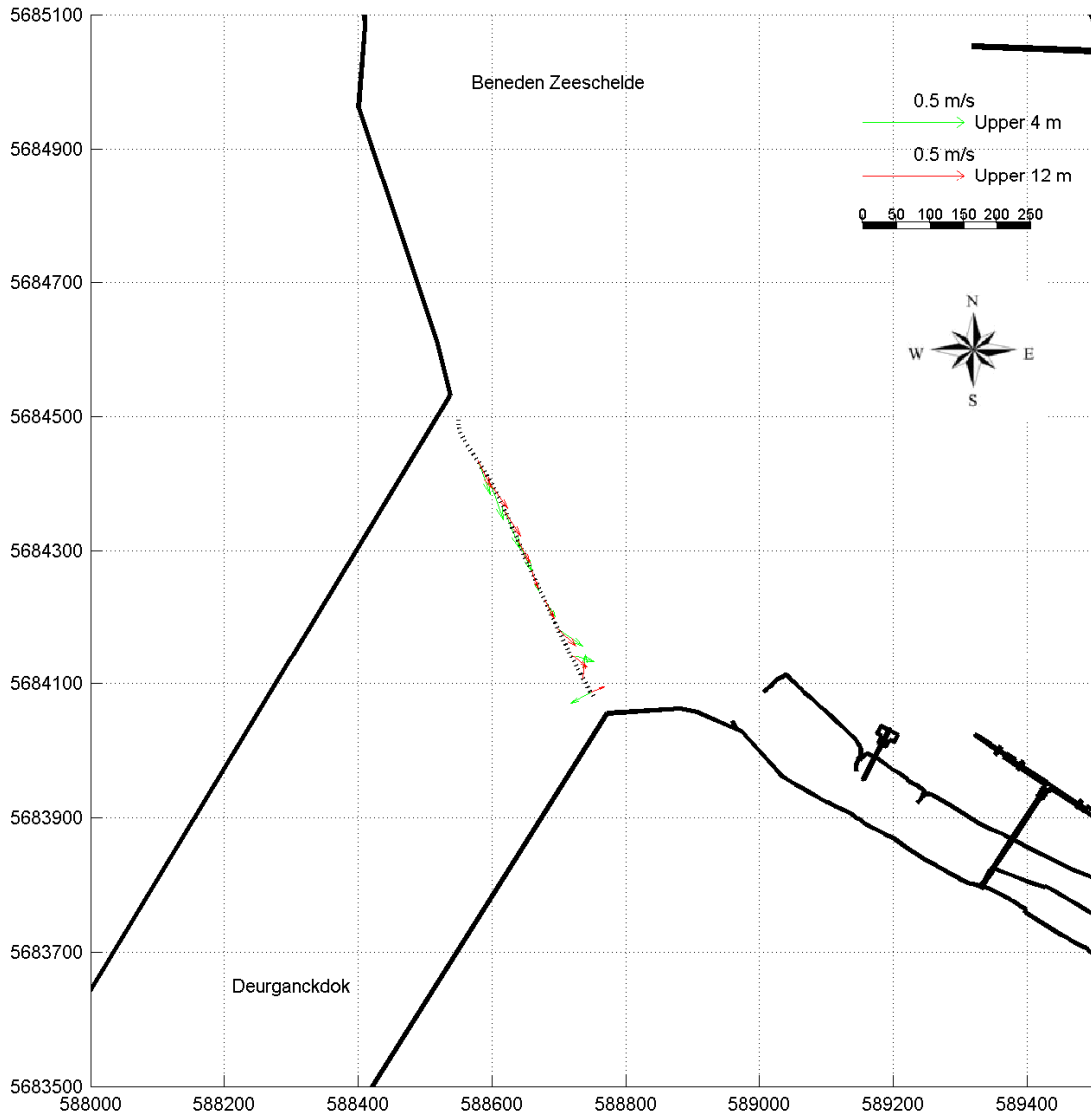 5685100
Beneden Zeeschelde
0.5 m/s
Upper 4 m
5684900
0.5 m/s
Upper 12 m
0 50 100 150 200 250
5684700
N
W E
S
5684500
5684300
5684100
5683900
5683700
Deurganckdok
5683500
588000 588200 588400 588600 588800 589000 589200 589400